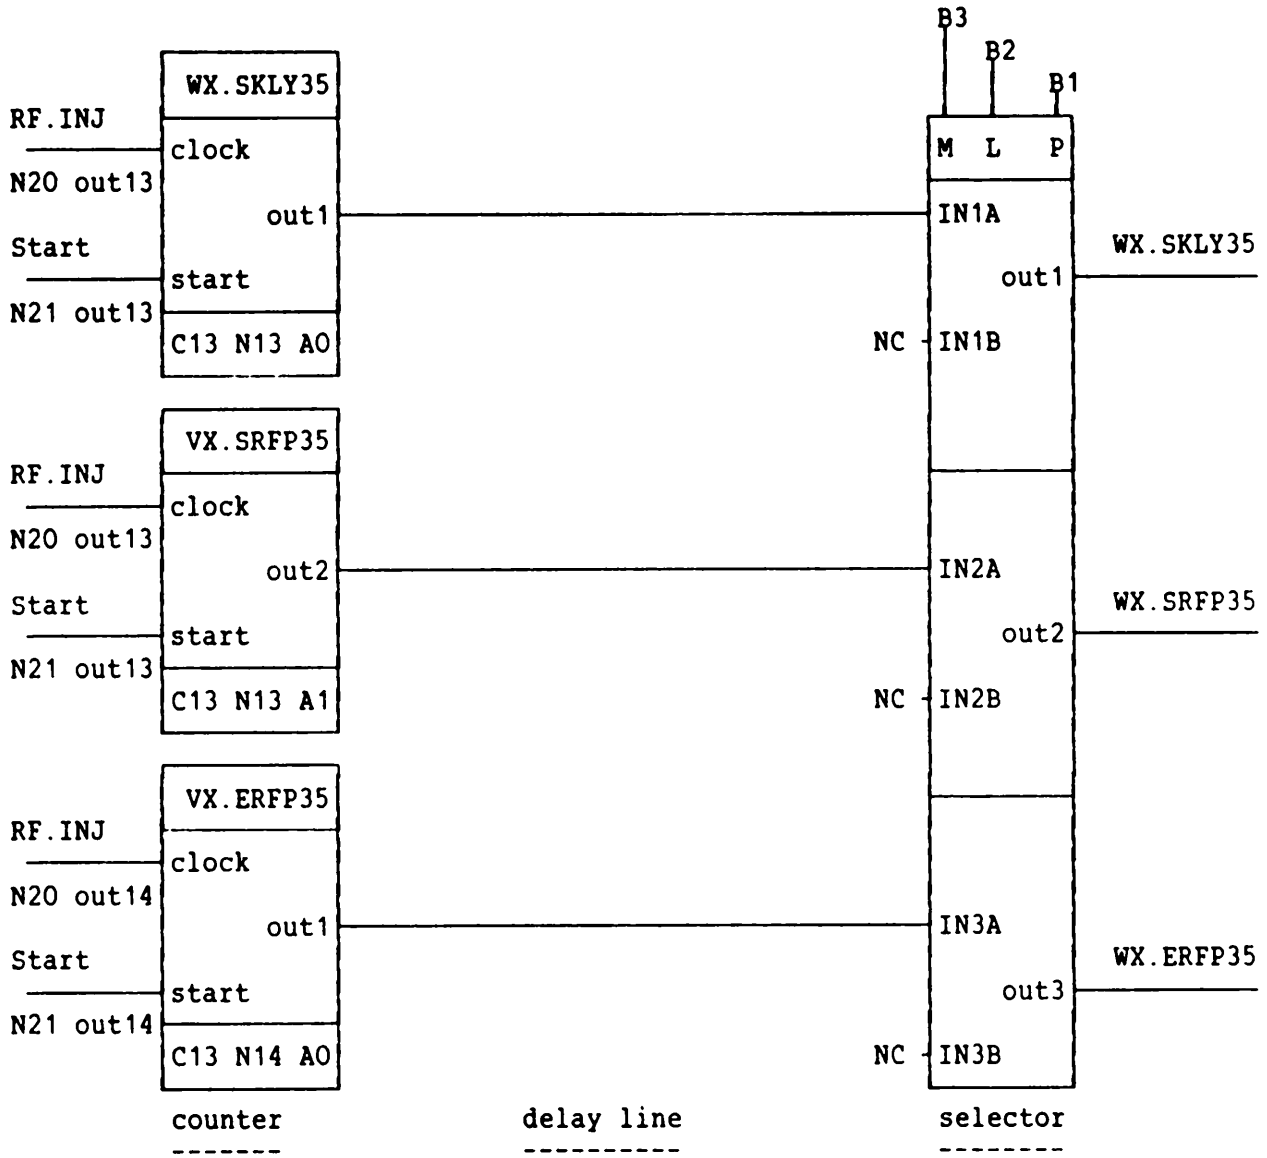 B3
B2
B1
WX.SKLY35
RF.INJ
clock
M L P
N20 out13
out1
IN1A
Start
WX.SKLY35
start
out1
N21 out13
C13 N13 A0
NC IN1B
VX.SRFP35
RF.INJ
clock
N20 out13
out2
IN2A
Start
WX.SRFP35
start
out2
N21 out13
C13 N13 A1
NC IN2B
VX.ERFP35
RF.INJ
clock
N20 out14
out1
IN3A
Start
WX.ERFP35
start
out3
N21 out14
C13 N14 A0
NC IN3B
counter delay line selector